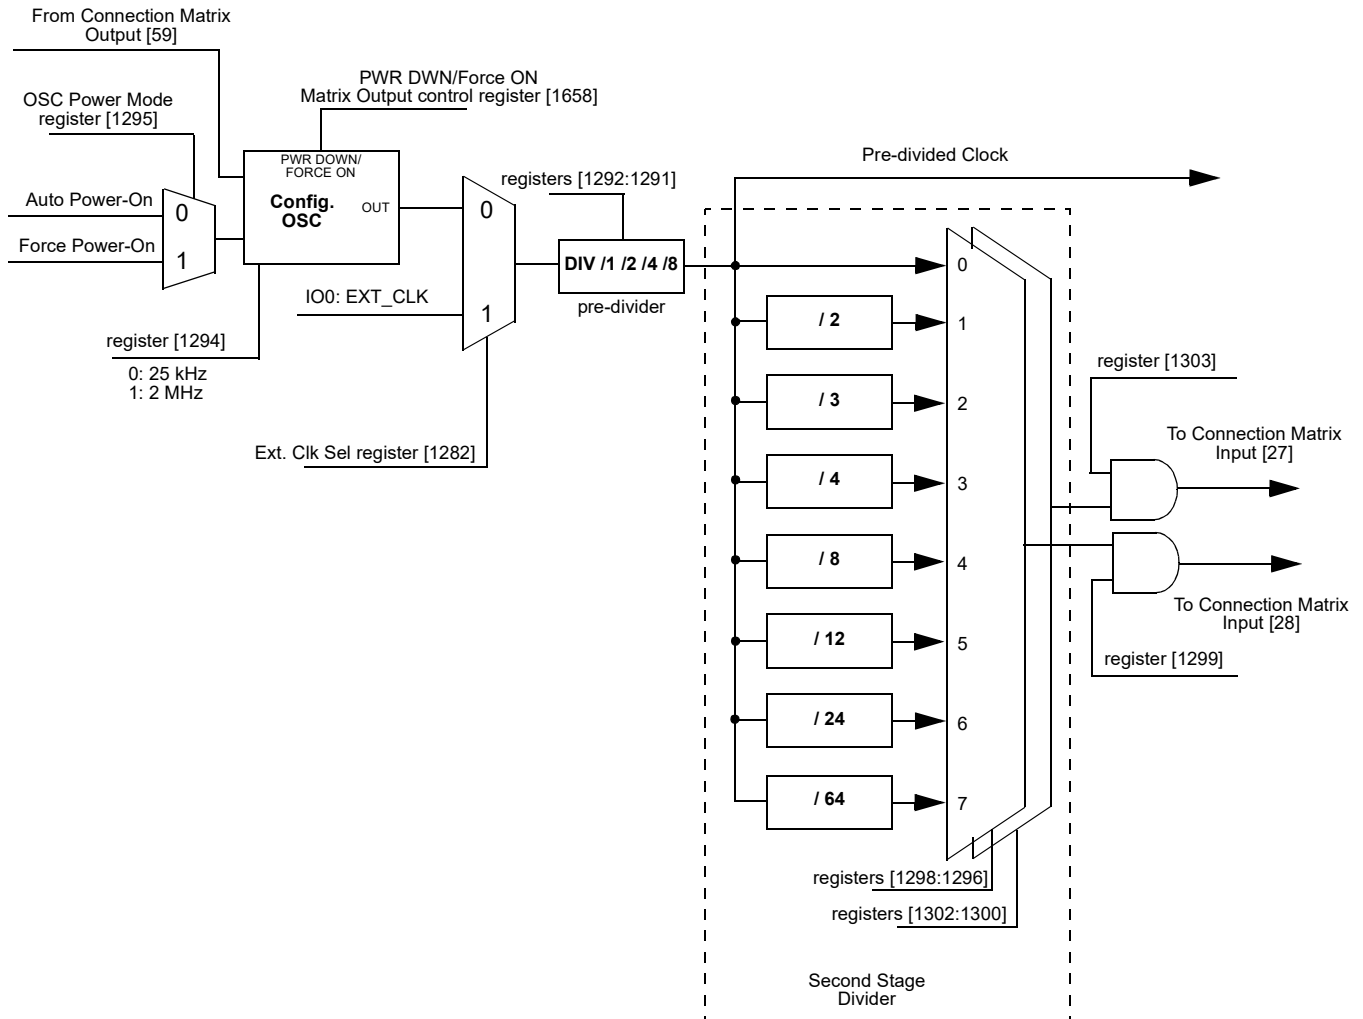 From Connection Matrix
Output [59]
PWR DWN/Force ON
Matrix Output control register [1658]
OSC Power Mode
register [1295]
PWR DOWN/
FORCE ON
Config.
OSC
OUT
Auto Power-On
0
Force Power-On
1
register [1294]
0: 25 kHz
1: 2 MHz
0
IO0: EXT_CLK
1
Ext. Clk Sel register [1282]
registers [1292:1291]
DIV /1 /2 /4 /8
pre-divider
Pre-divided Clock
0
/ 2
1
/ 3
2
/ 4
3
/ 8
4
/ 12
5
/ 24
6
/ 64
7
registers [1298:1296]
registers [1302:1300]
Second Stage
Divider
register [1303]
To Connection Matrix
Input [27]
To Connection Matrix
Input [28]
register [1299]